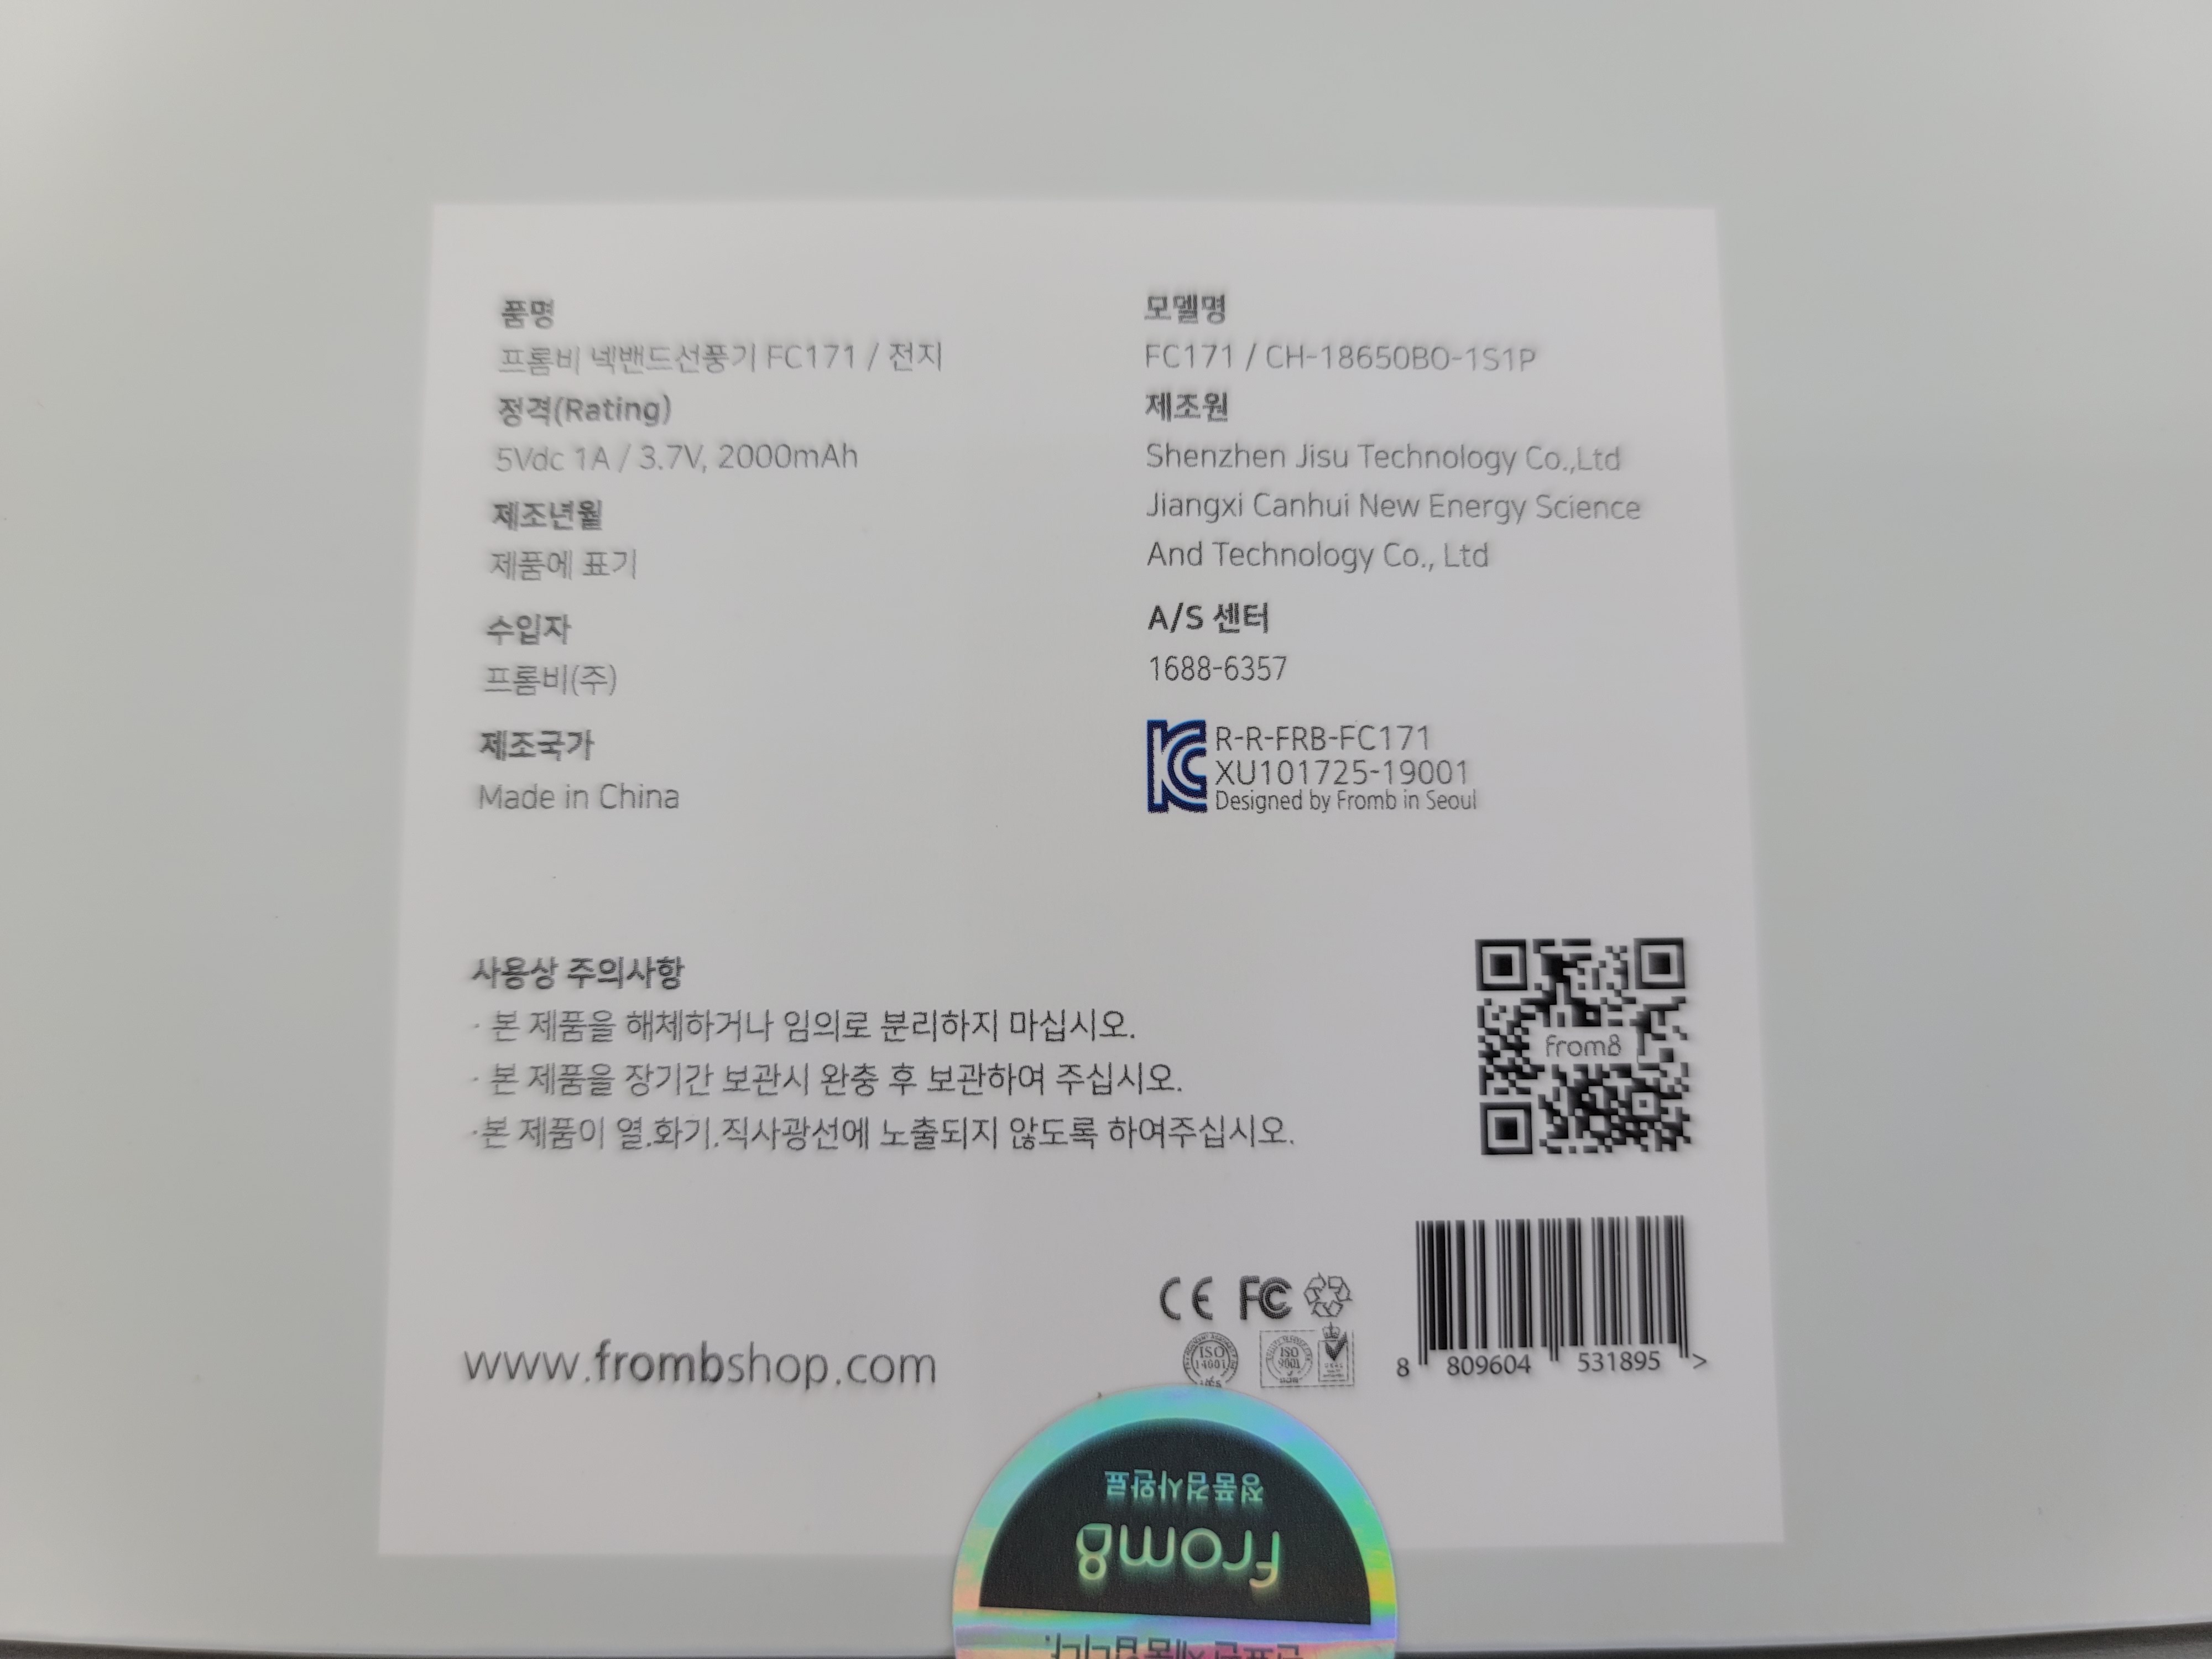 품명
프롬비 넥밴드선풍기 FC171 / 전지
정격(Rating)
5Vdc 1A / 3.7V, 2000mAh
제조년월
제품에 표기
수입자
프롬비(주)
제조국가
Made in China
모델명
FC171 / CH-18650BO-1S1P
제조원
Shenzhen Jisu Technology Co.,Ltd
Jiangxi Canhui New Energy Science
And Technology Co., Ltd
A/S 센터
1688-6357
R-R-FRB-FC171
XU101725-19001
Designed by Fromb in Seoul
사용상 주의사항
· 본 제품을 해체하거나 임의로 분리하지 마십시오.
· 본 제품을 장기간 보관시 완충 후 보관하여 주십시오.
·본 제품이 열.화기.직사광선에 노출되지 않도록 하여주십시오.
from8
CE FC
ISO
14001
ISO
9001
8 809604 531895 >
www.frombshop.com
정품검사완료
from8